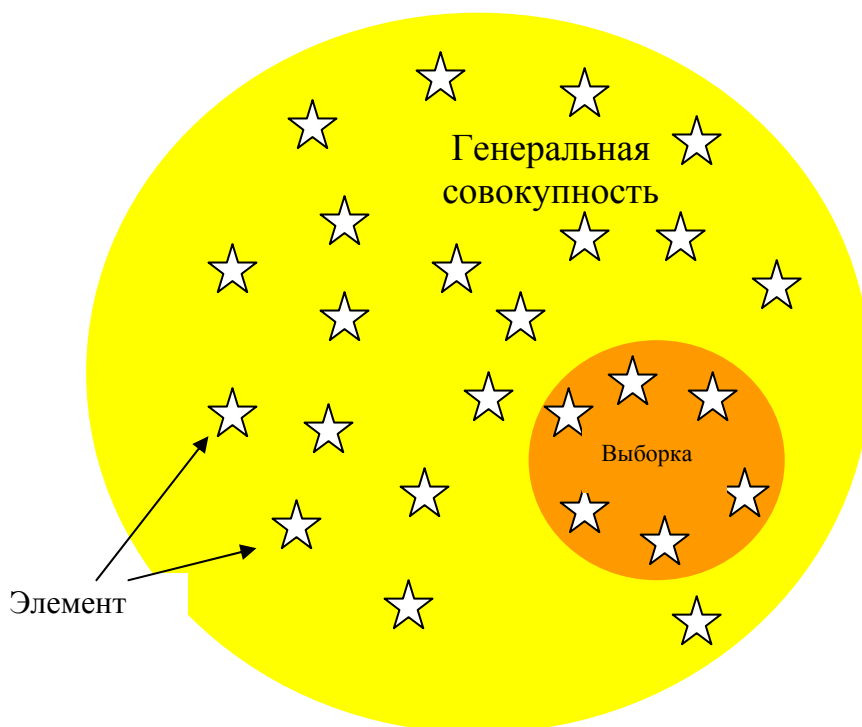 Генеральная
совокупность
Выборка
Элемент